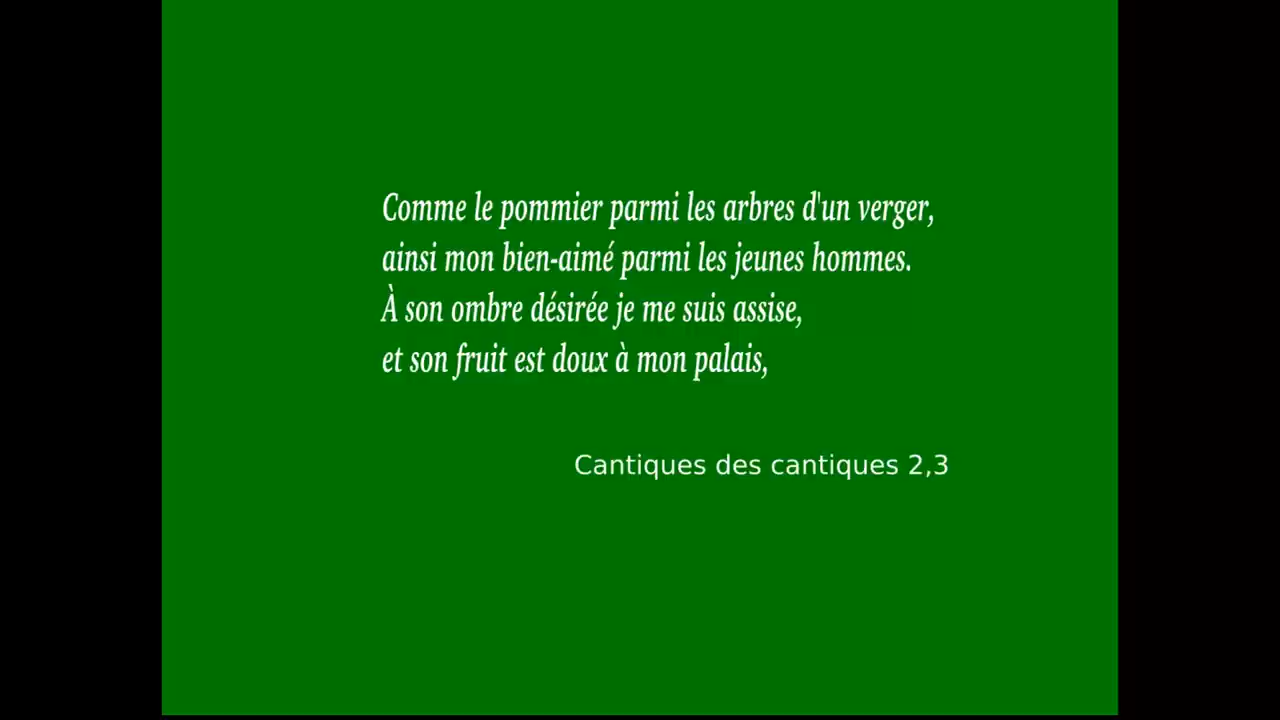 Comme le pommier parmi les arbres d'un verger,
ainsi mon bien-aimé parmi les jeunes hommes.
À son ombre désirée je me suis assise,
et son fruit est doux à mon palais,
Cantiques des cantiques 2,3